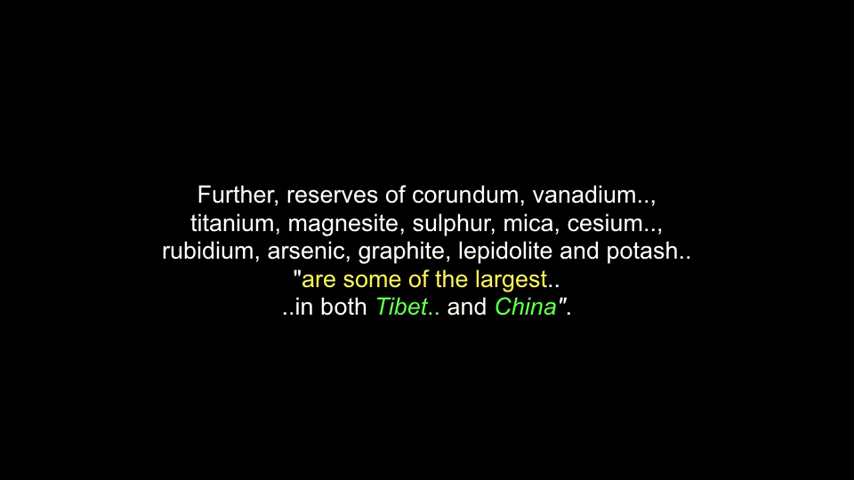 Further, reserves of corundum, vanadium..,
titanium, magnesite, sulphur, mica, cesium..,
rubidium, arsenic, graphite, lepidolite and potash..
"are some of the largest..
..in both Tibet.. and China".